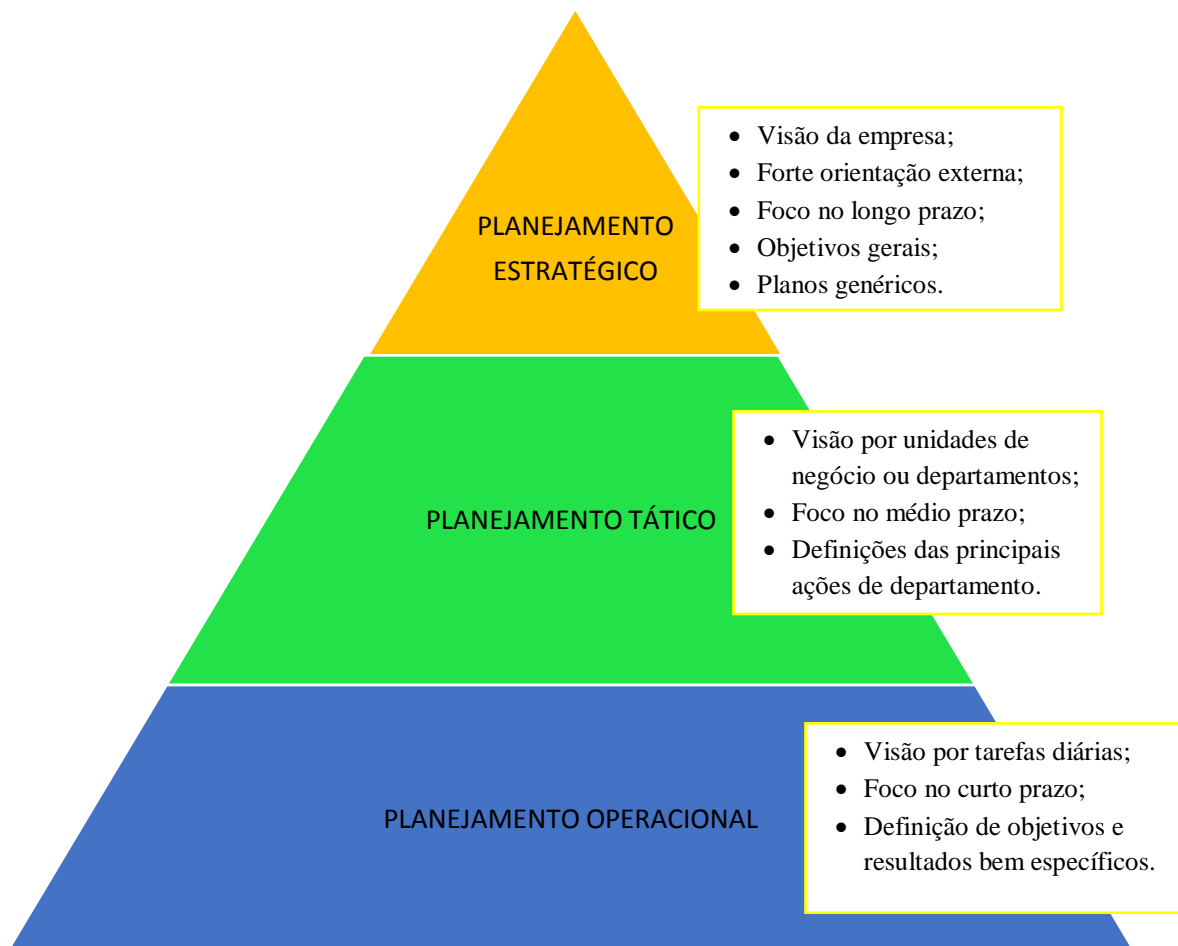 PLANEJAMENTO
ESTRATÉGICO
• Visão da empresa;
• Forte orientação externa;
• Foco no longo prazo;
• Objetivos gerais;
• Planos genéricos.
PLANEJAMENTO TÁTICO
• Visão por unidades de
negócio ou departamentos;
• Foco no médio prazo;
• Definições das principais
ações de departamento.
PLANEJAMENTO OPERACIONAL
• Visão por tarefas diárias;
• Foco no curto prazo;
• Definição de objetivos e
resultados bem específicos.